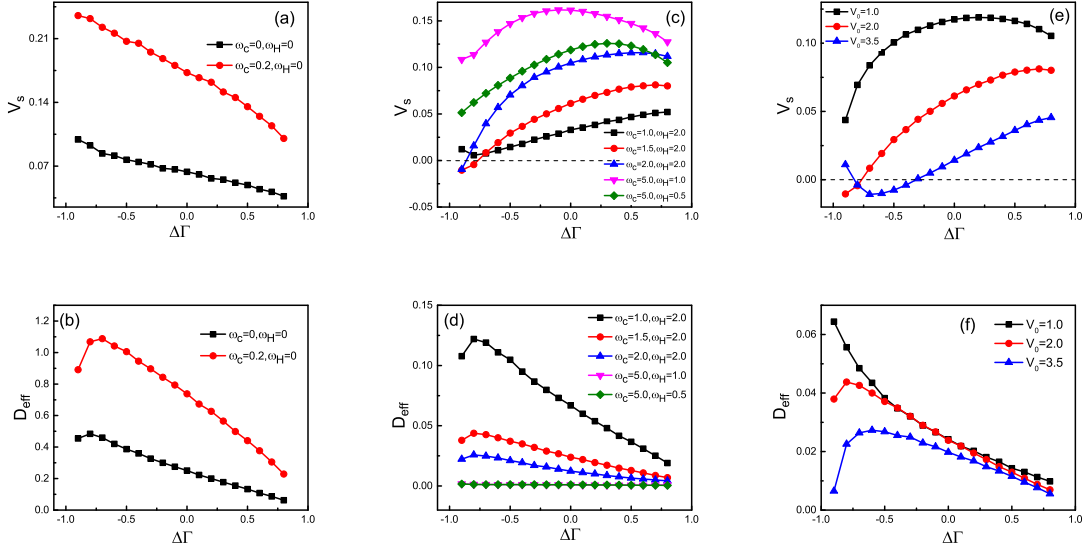 (a)
ω_C=0,ω_H=0
ω_C=0.2,ω_H=0
V_s
0.21
0.14
0.07
-1.0 -0.5 0.0 0.5 1.0
ΔΓ
(c)
V_s
0.15
0.10
0.05
0.00
-0.05
ω_C=1.0,ω_H=2.0
ω_C=1.5,ω_H=2.0
ω_C=2.0,ω_H=2.0
ω_C=5.0,ω_H=1.0
ω_C=5.0,ω_H=0.5
-1.0 -0.5 0.0 0.5 1.0
ΔΓ
(e)
V_0=1.0
V_0=2.0
V_0=3.5
V_s
0.10
0.05
0.00
-1.0 -0.5 0.0 0.5 1.0
ΔΓ
(b)
ω_C=0,ω_H=0
ω_C=0.2,ω_H=0
D_eff
1.2
1.0
0.8
0.6
0.4
0.2
0.0
-1.0 -0.5 0.0 0.5 1.0
ΔΓ
(d)
ω_C=1.0,ω_H=2.0
ω_C=1.5,ω_H=2.0
ω_C=2.0,ω_H=2.0
ω_C=5.0,ω_H=1.0
ω_C=5.0,ω_H=0.5
D_eff
0.15
0.10
0.05
0.00
-1.0 -0.5 0.0 0.5 1.0
ΔΓ
(f)
V_0=1.0
V_0=2.0
V_0=3.5
D_eff
0.06
0.04
0.02
0.00
-1.0 -0.5 0.0 0.5 1.0
ΔΓ